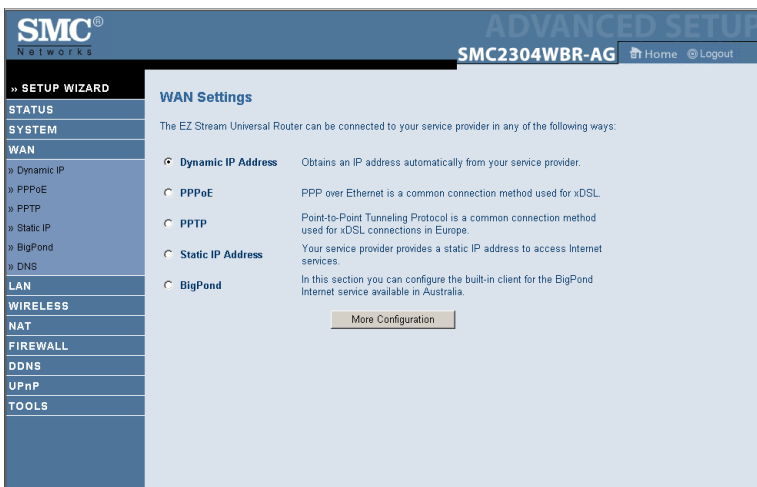 SMC®
Networks
ADVANCED SETUP
SMC2304WBR-AG
Home
Logout
» SETUP WIZARD
STATUS
SYSTEM
WAN
» Dynamic IP
» PPPoE
» PPTP
» Static IP
» BigPond
» DNS
LAN
WIRELESS
NAT
FIREWALL
DDNS
UPnP
TOOLS
WAN Settings
The EZ Stream Universal Router can be connected to your service provider in any of the following ways:
Dynamic IP Address
Obtains an IP address automatically from your service provider.
PPPoE
PPP over Ethernet is a common connection method used for xDSL.
PPTP
Point-to-Point Tunneling Protocol is a common connection method
used for xDSL connections in Europe.
Static IP Address
Your service provider provides a static IP address to access Internet
services.
BigPond
In this section you can configure the built-in client for the BigPond
Internet service available in Australia.
More Configuration